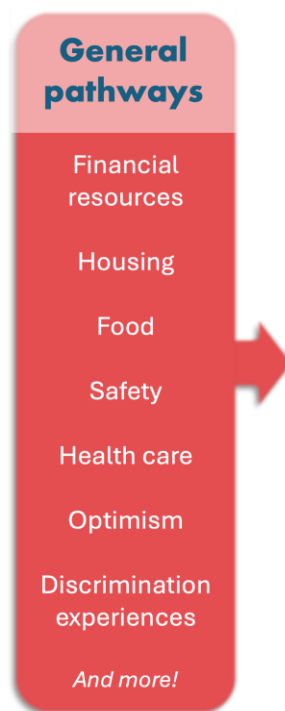 General
pathways
Financial
resources
Housing
Food
Safety
Health care
Optimism
Discrimination
experiences
And more!